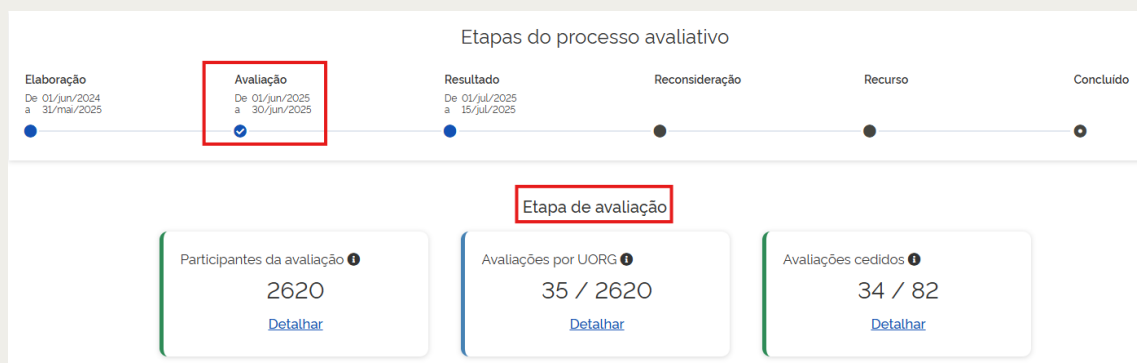 Etapas do processo avaliativo
Elaboração
De 01/jun/2024
a 31/mai/2025
Avaliação
De 01/jun/2025
a 30/jun/2025
Resultado
De 01/jul/2025
a 15/jul/2025
Reconsideração
Recurso
Concluído
Etapa de avaliação
Participantes da avaliação
2620
Detalhar
Avaliações por UORG
35 / 2620
Detalhar
Avaliações cedidos
34 / 82
Detalhar